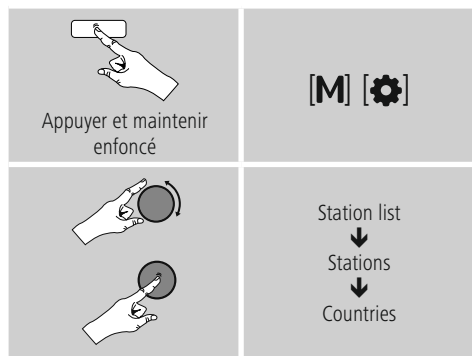 Appuyer et maintenir
enfoncé
[M] [⚙]
Station list
🡫
Stations
🡫
Countries